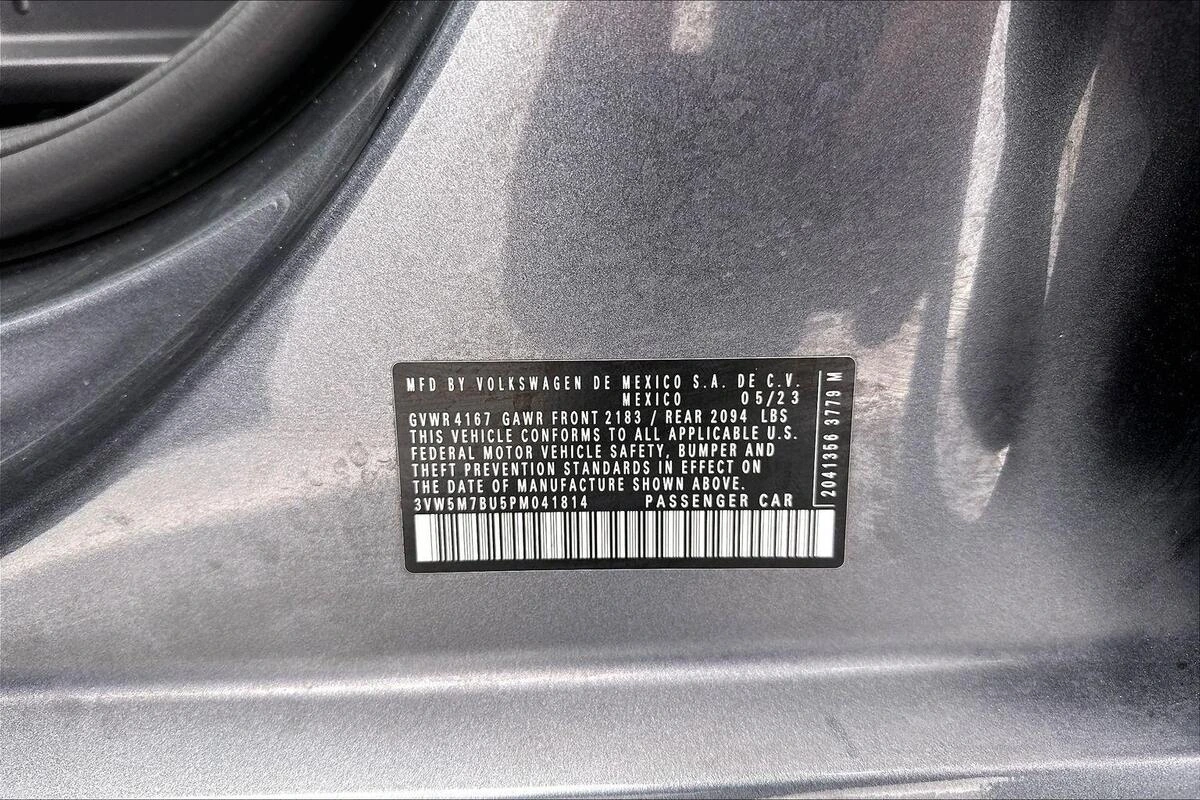 MFD BY VOLKSWAGEN DE MEXICO S.A. DE C.V.
MEXICO 05/23
GVWR 4167 GAWR FRONT 2183 / REAR 2094 LBS
THIS VEHICLE CONFORMS TO ALL APPLICABLE U.S.
FEDERAL MOTOR VEHICLE SAFETY, BUMPER AND
THEFT PREVENTION STANDARDS IN EFFECT ON
THE DATE OF MANUFACTURE SHOWN ABOVE.
3VW5M7BU5PM041814 PASSENGER CAR
2041356 3779 M